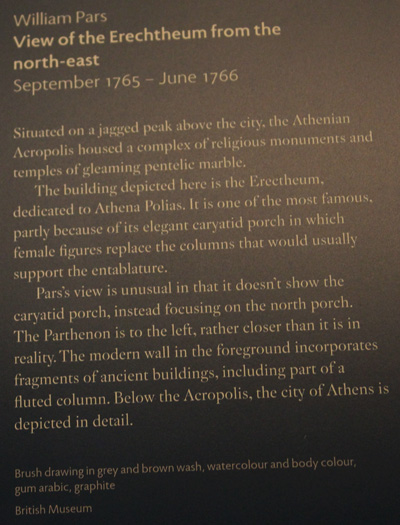 William Pars
View of the Erechtheum from the
north-east
September 1765 – June 1766
Situated on a jagged peak above the city, the Athenian
Acropolis housed a complex of religious monuments and
temples of gleaming pentelic marble.
The building depicted here is the Erectheum,
dedicated to Athena Polias. It is one of the most famous,
partly because of its elegant caryatid porch in which
female figures replace the columns that would usually
support the entablature.
Pars's view is unusual in that it doesn't show the
caryatid porch, instead focusing on the north porch.
The Parthenon is to the left, rather closer than it is in
reality. The modern wall in the foreground incorporates
fragments of ancient buildings, including part of a
fluted column. Below the Acropolis, the city of Athens is
depicted in detail.
Brush drawing in grey and brown wash, watercolour and body colour,
gum arabic, graphite
British Museum